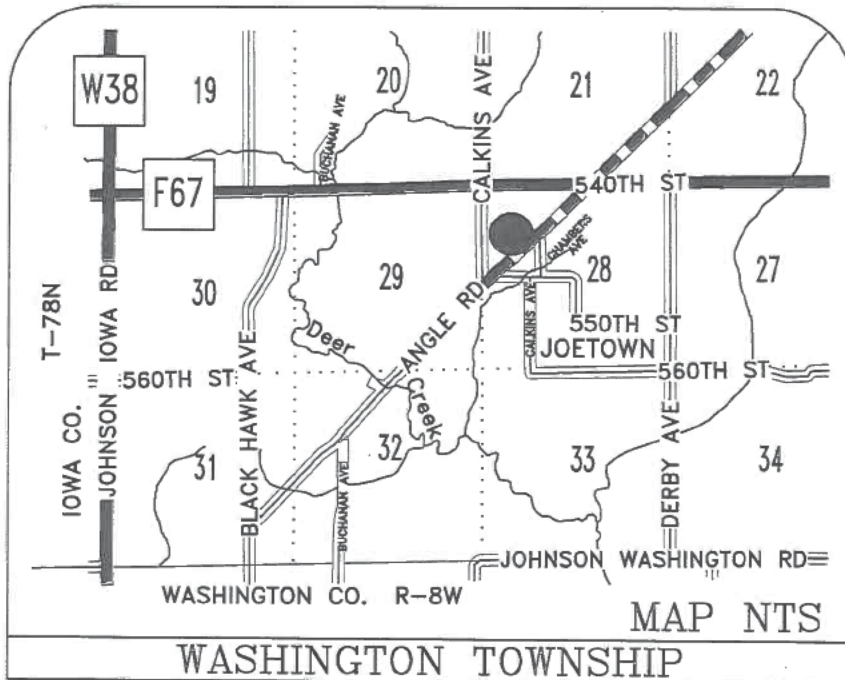 W38
19
20
21
22
BUCHANAN AVE
CALKINS AVE
F67
540TH ST
CHAMBERS AVE
T-78N
IOWA RD
30
29
28
27
ANGLE RD
CALKINS AVE
550TH ST
JOETOWN
Deer
Creek
560TH ST
560TH ST
IOWA CO.
JOHNSON
BLACK HAWK AVE
31
32
33
34
BUCHANAN AVE
DERBY AVE
JOHNSON WASHINGTON RD
WASHINGTON CO. R-8W
MAP NTS
WASHINGTON TOWNSHIP